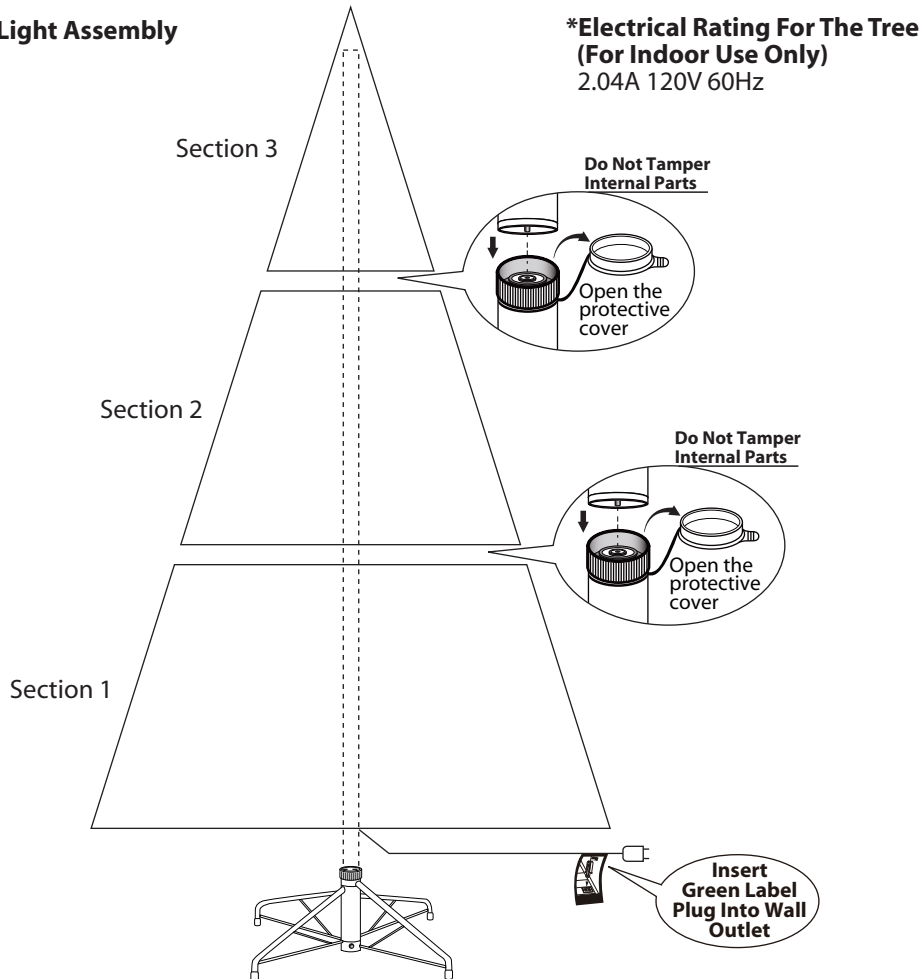 Light Assembly
*Electrical Rating For The Tree
(For Indoor Use Only)
2.04A 120V 60Hz
Section 3
Do Not Tamper
Internal Parts
Open the
protective
cover
Section 2
Do Not Tamper
Internal Parts
Open the
protective
cover
Section 1
Insert
Green Label
Plug Into Wall
Outlet